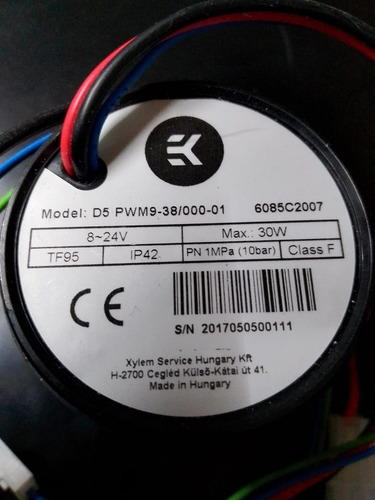 EK
Model: D5 PWM9-38/000-01 6085C2007
8~24V Max.: 30W
TF95 IP42 PN 1MPa (10bar) Class F
CE
S/N 2017050500111
Xylem Service Hungary Kft
H-2700 Cegléd Külső-Kátai út 41.
Made in Hungary